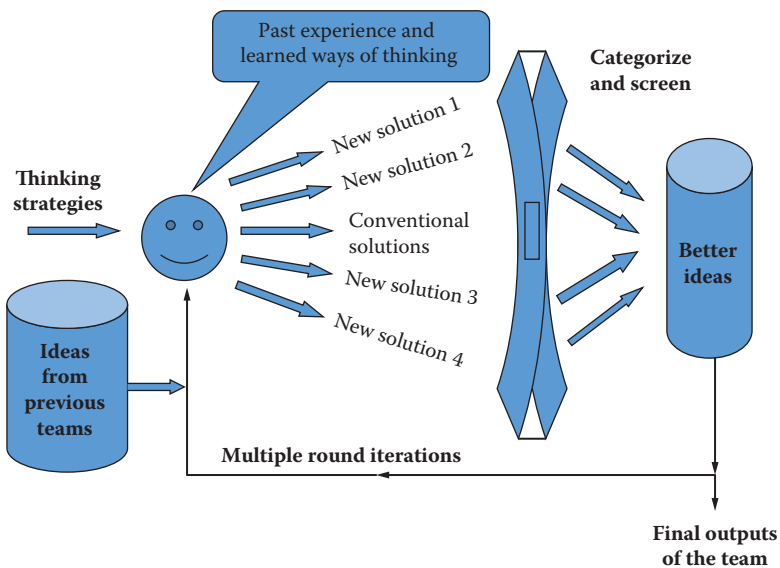 Past experience and
learned ways of thinking
Categorize
and screen
New solution 1
New solution 2
Thinking
strategies
Conventional
solutions
New solution 3
New solution 4
Better
ideas
Ideas
from
previous
teams
Multiple round iterations
Final outputs
of the team